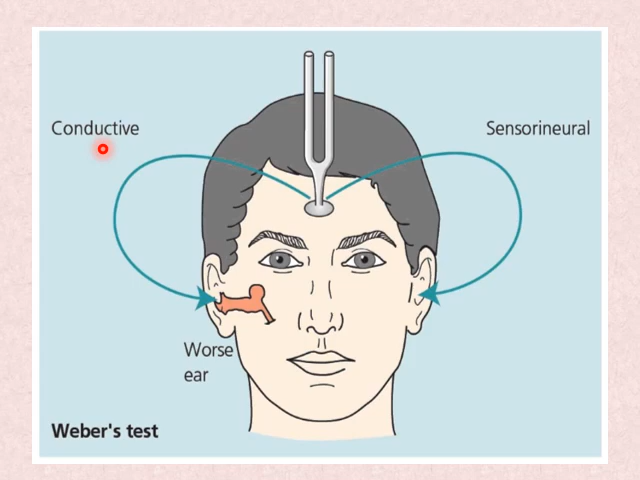 Conductive
Sensorineural
Worse
ear
Weber's test